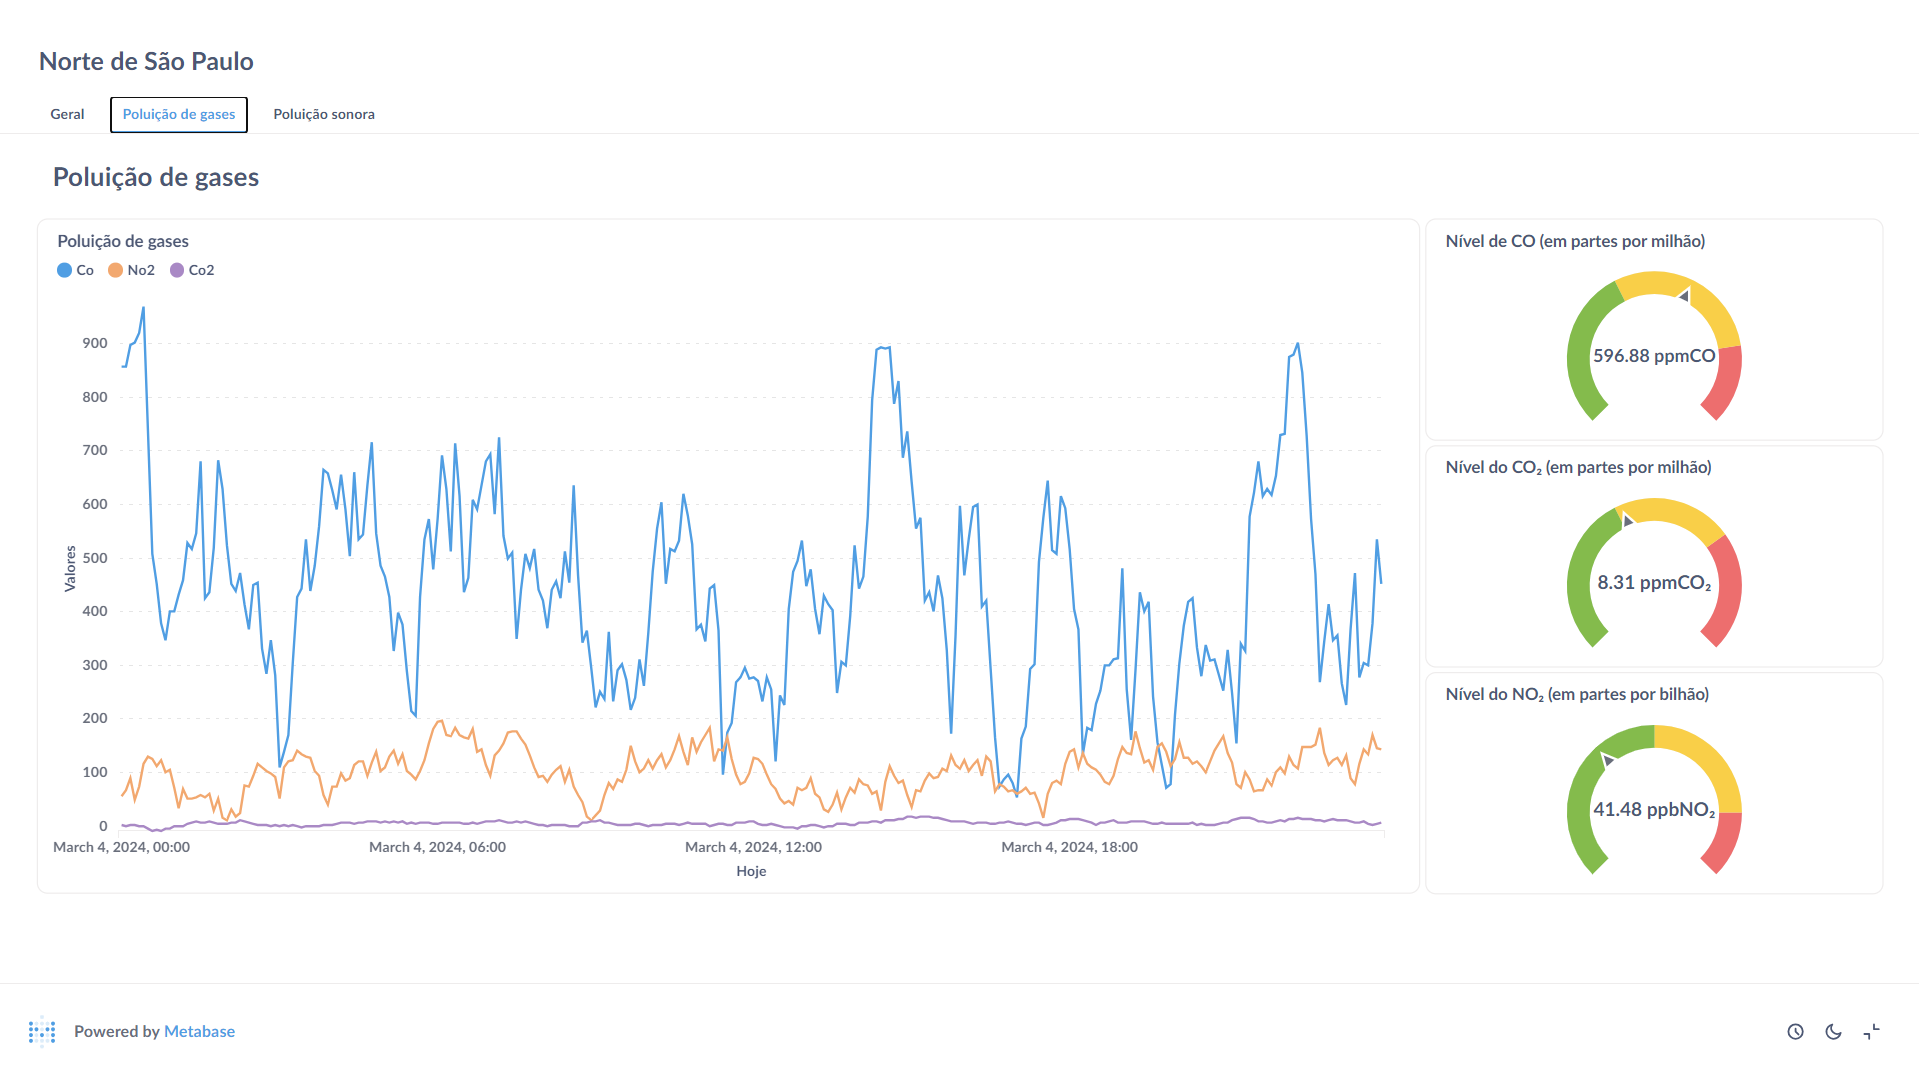 Norte de São Paulo
Geral
Poluição de gases
Poluição sonora
Poluição de gases
Poluição de gases
Co No2 Co2
900
800
700
600
500
400
300
200
100
0
Valores
March 4, 2024, 00:00
March 4, 2024, 06:00
March 4, 2024, 12:00
March 4, 2024, 18:00
Hoje
Nível de CO (em partes por milhão)
596.88 ppmCO
Nível do CO₂ (em partes por milhão)
8.31 ppmCO₂
Nível do NO₂ (em partes por bilhão)
41.48 ppbNO₂
Powered by Metabase